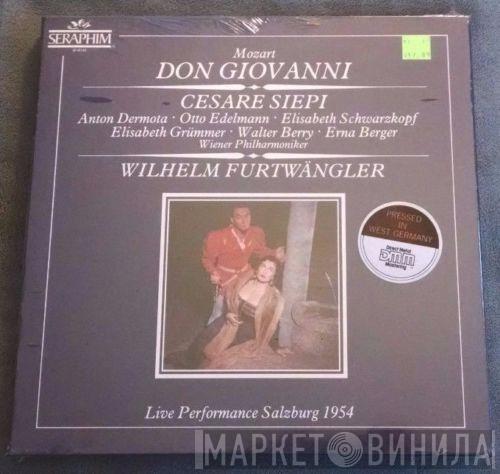 SERAPHIM
Mozart
DON GIOVANNI
CESARE SIEPI
Anton Dermota · Otto Edelmann · Elisabeth Schwarzkopf
Elisabeth Grümmer · Walter Berry · Erna Berger
Wiener Philharmoniker
WILHELM FURTWÄNGLER
PRESSED
IN
WEST GERMANY
Direct Metal
DMM
Mastering
Live Performance Salzburg 1954
МАРКЕТ ВИНИЛА